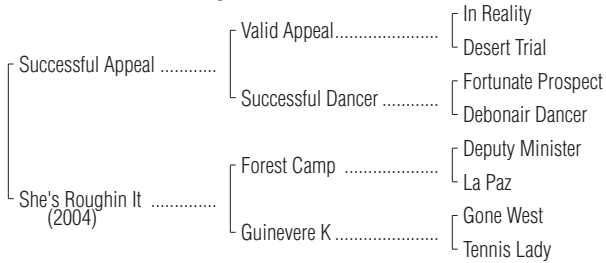 In Reality
Valid Appeal.......................
Desert Trial
Successful Appeal ............
Fortunate Prospect
Successful Dancer ............
Debonair Dancer
Deputy Minister
Forest Camp ....................
La Paz
She's Roughin It ..............
(2004)
Gone West
Guinevere K ......................
Tennis Lady